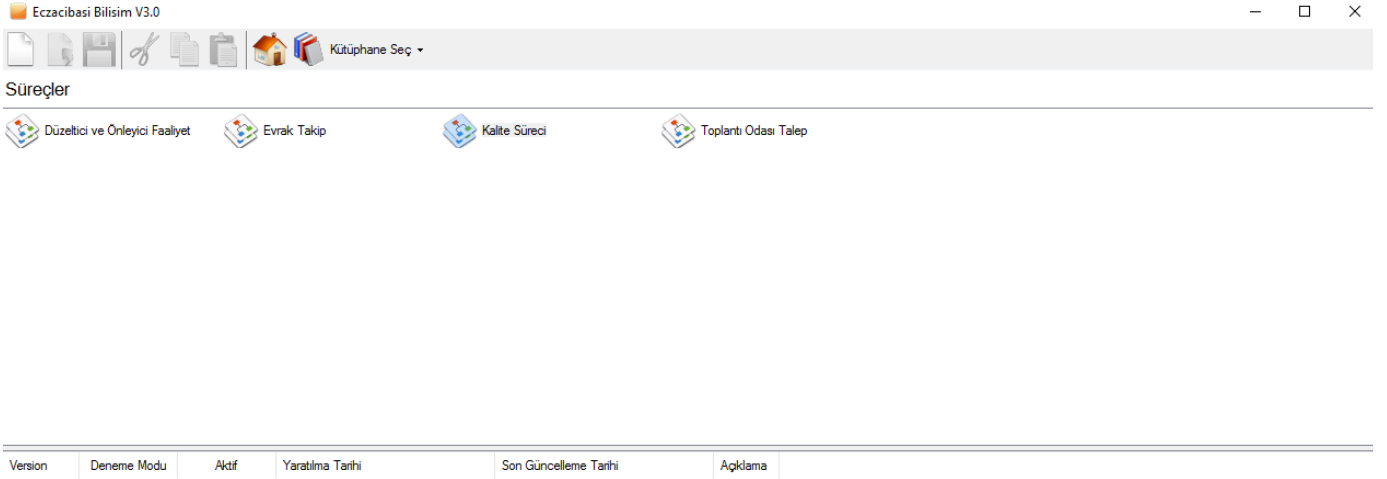 Eczacibasi Bilisim V3.0
Kütüphane Seç
Süreçler
Düzeltici ve Önleyici Faaliyet Evrak Takip Kalite Süreci Toplantı Odası Talep
Version Deneme Modu Aktif Yaratılma Tarihi Son Güncelleme Tarihi Açıklama